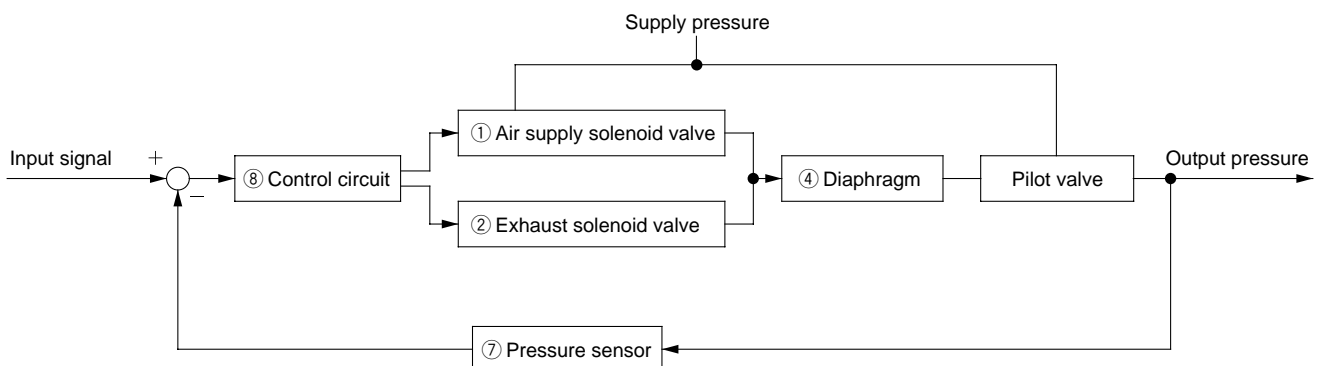 Supply pressure
① Air supply solenoid valve
Input signal
+
−
⑧ Control circuit
④ Diaphragm
Pilot valve
Output pressure
② Exhaust solenoid valve
⑦ Pressure sensor